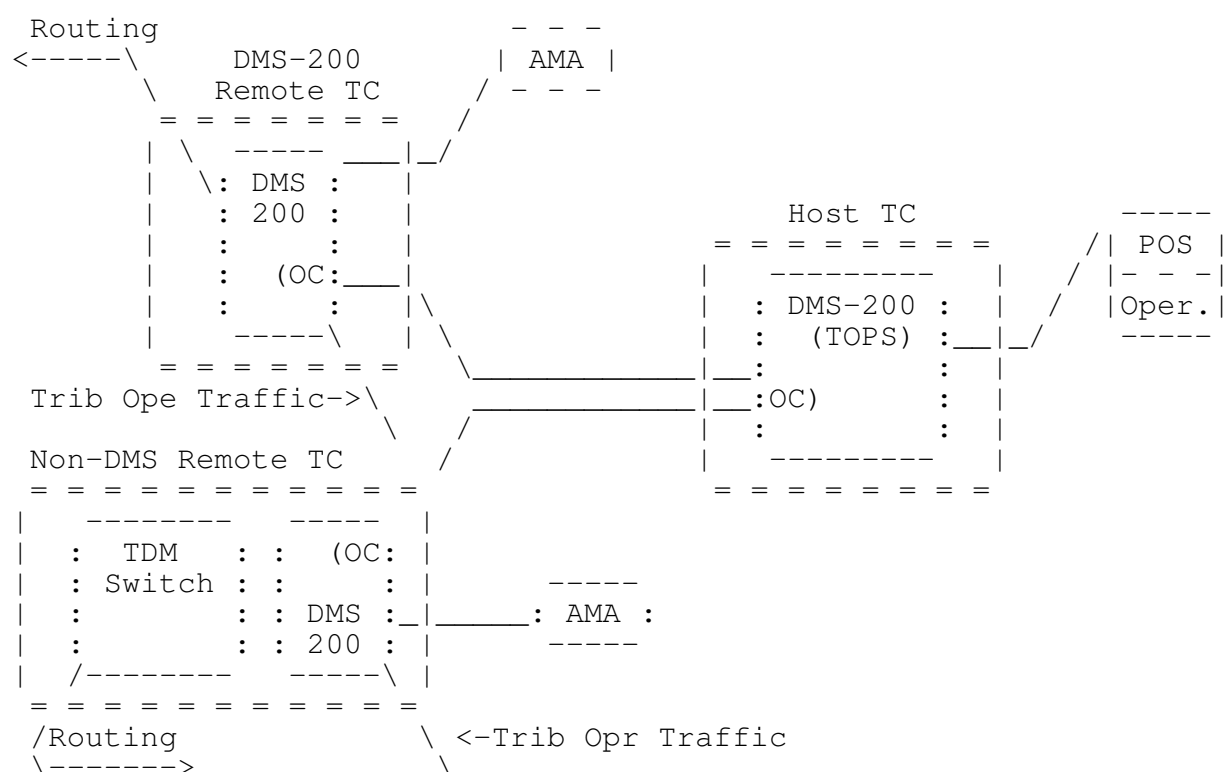 Routing
DMS-200 AMA
Remote TC
DMS
200 Host TC
POS
(OC
DMS-200 Oper.
(TOPS)
Trib Ope Traffic-> OC)
Non-DMS Remote TC
TDM (OC
Switch
DMS AMA
200
Routing <-Trib Opr Traffic